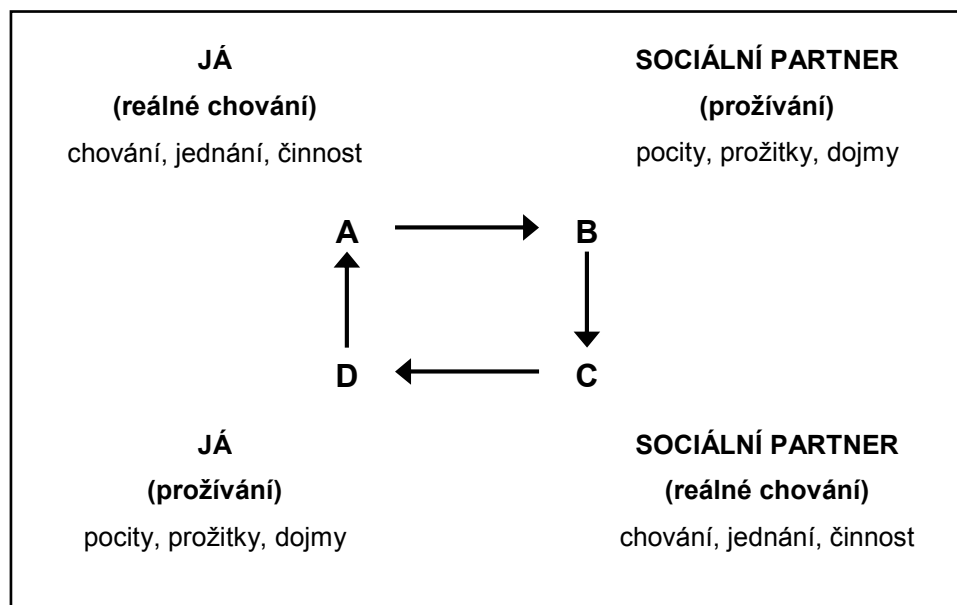 JÁ
(reálné chování)
chování, jednání, činnost
SOCIÁLNÍ PARTNER
(prožívání)
pocity, prožitky, dojmy
A
B
D
C
JÁ
(prožívání)
pocity, prožitky, dojmy
SOCIÁLNÍ PARTNER
(reálné chování)
chování, jednání, činnost